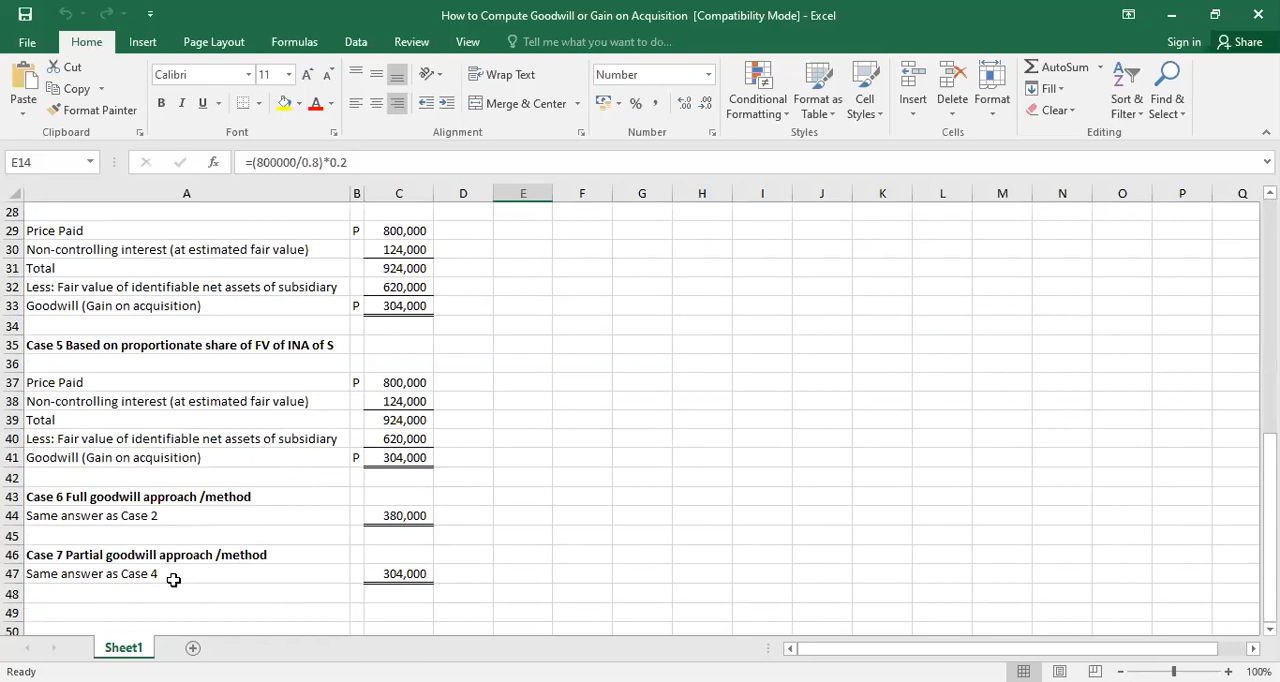 How to Compute Goodwill or Gain on Acquisition [Compatibility Mode] - Excel
File Home Insert Page Layout Formulas Data Review View Tell me what you want to do... Sign in Share
Paste Cut Copy Format Painter Clipboard
Calibri 11 B I U A Font
Wrap Text Merge & Center Alignment
Number % , Number
Conditional Formatting Format as Table Cell Styles Styles
Insert Delete Format Cells
AutoSum Fill Clear Sort & Filter Find & Select Editing
E14 fx =(800000/0.8)*0.2
A B C D E F G H I J K L M N O P Q
28
29 Price Paid P 800,000
30 Non-controlling interest (at estimated fair value) 124,000
31 Total 924,000
32 Less: Fair value of identifiable net assets of subsidiary 620,000
33 Goodwill (Gain on acquisition) P 304,000
34
35 Case 5 Based on proportionate share of FV of INA of S
36
37 Price Paid P 800,000
38 Non-controlling interest (at estimated fair value) 124,000
39 Total 924,000
40 Less: Fair value of identifiable net assets of subsidiary 620,000
41 Goodwill (Gain on acquisition) P 304,000
42
43 Case 6 Full goodwill approach /method
44 Same answer as Case 2 380,000
45
46 Case 7 Partial goodwill approach /method
47 Same answer as Case 4 304,000
48
49
50
Sheet1
Ready 100%